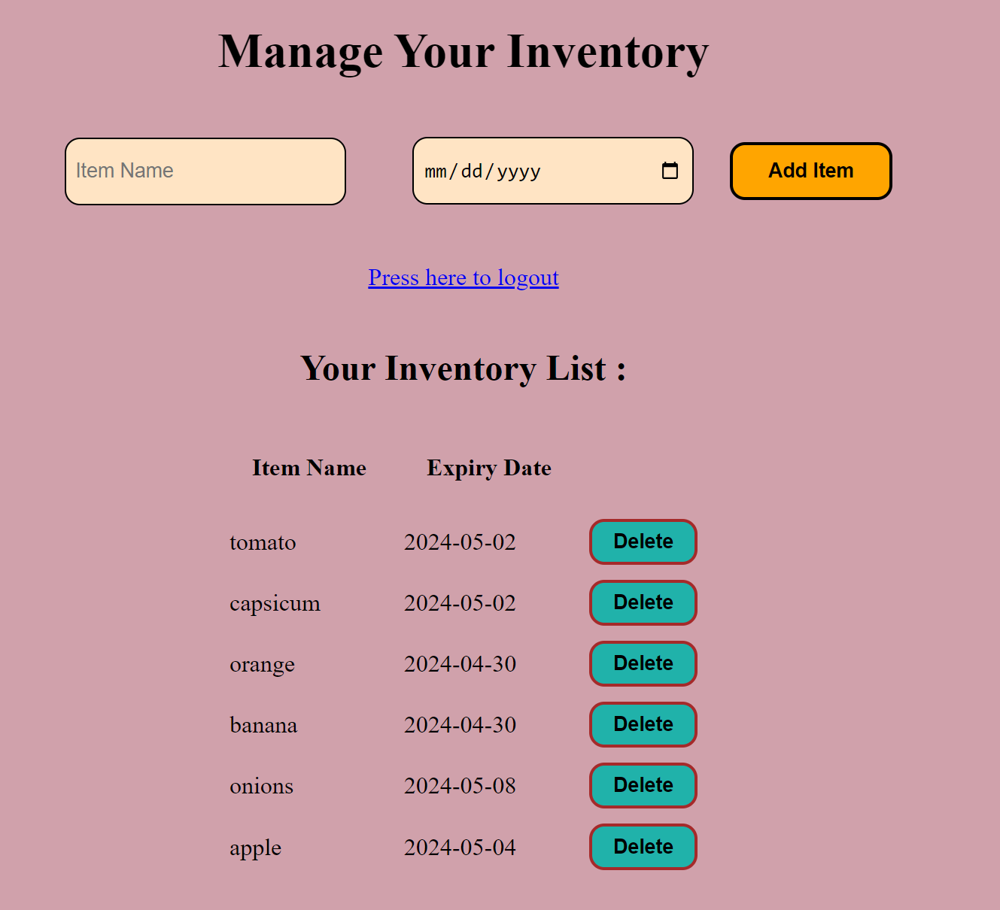 Manage Your Inventory
Item Name mm/dd/yyyy Add Item
Press here to logout
Your Inventory List :
Item Name Expiry Date
tomato 2024-05-02 Delete
capsicum 2024-05-02 Delete
orange 2024-04-30 Delete
banana 2024-04-30 Delete
onions 2024-05-08 Delete
apple 2024-05-04 Delete